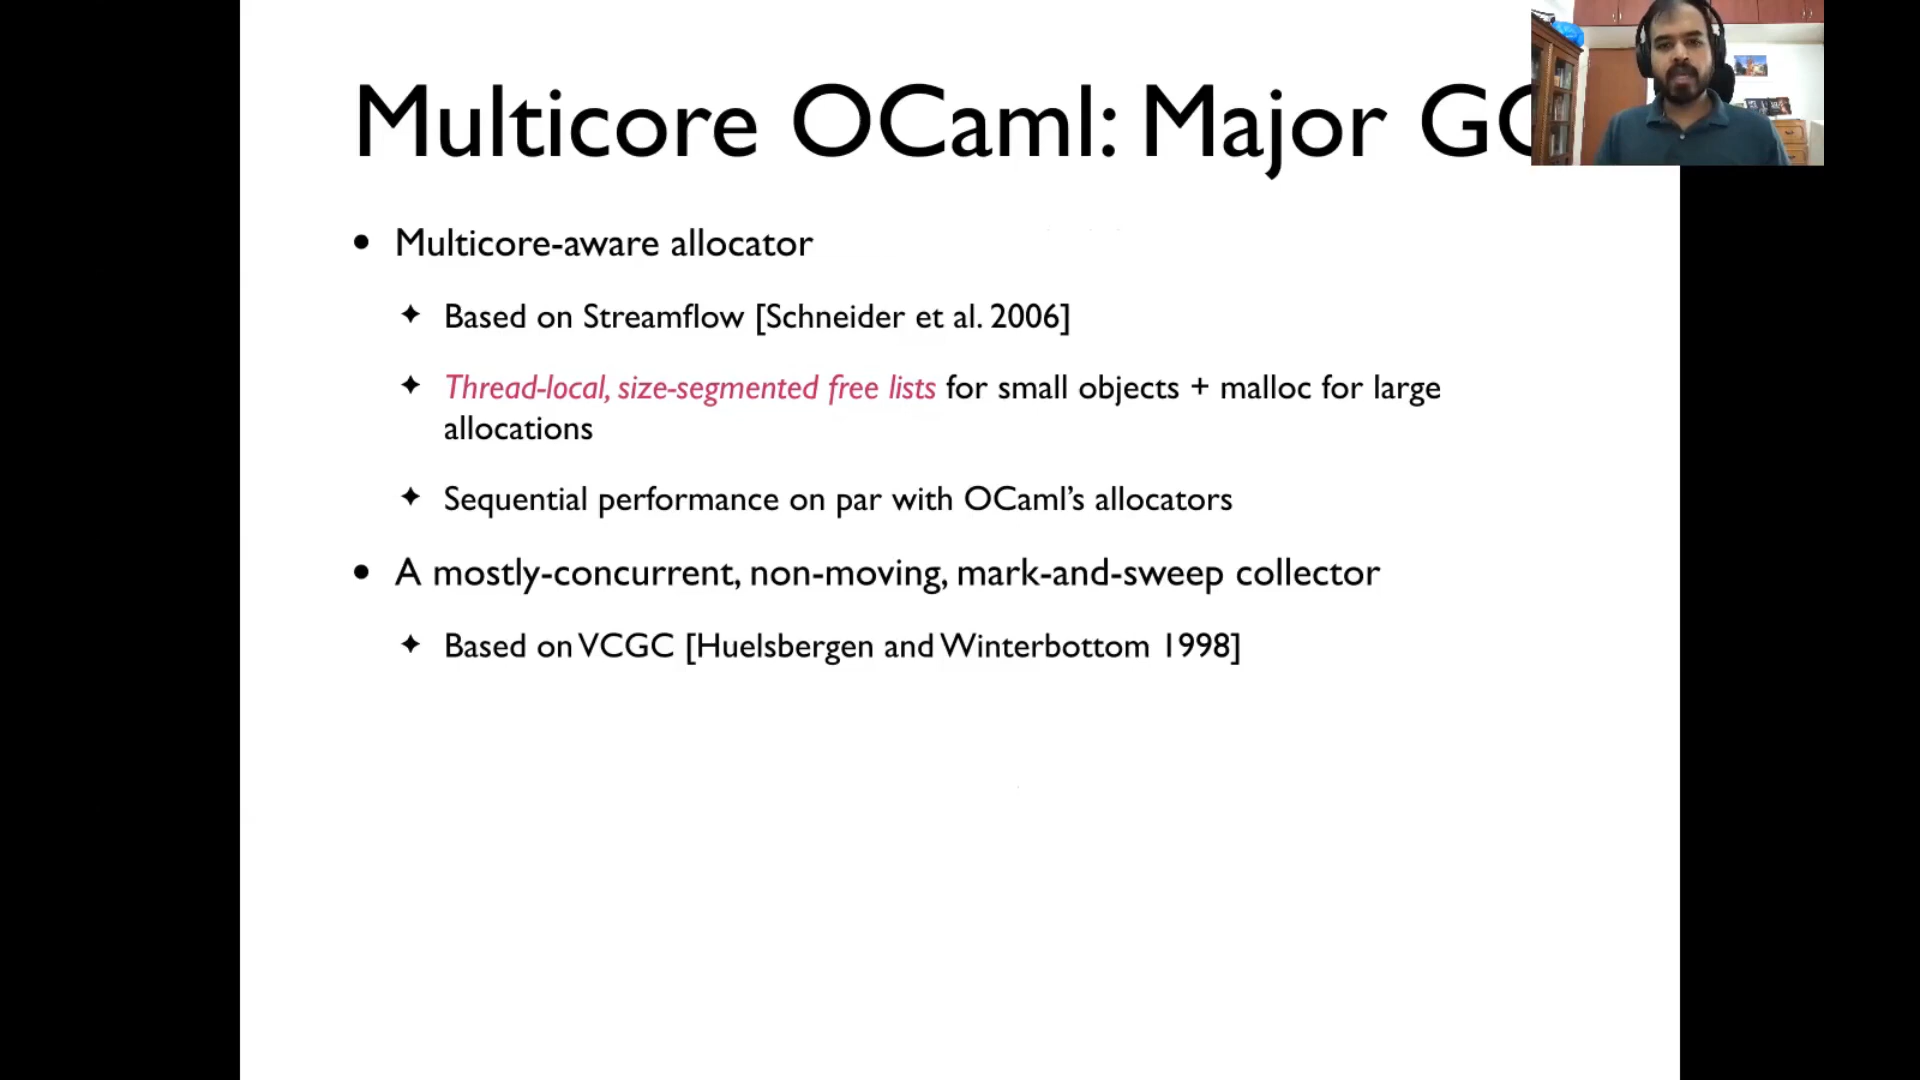 Multicore OCaml: Major G
• Multicore-aware allocator
✦ Based on Streamflow [Schneider et al. 2006]
✦ Thread-local, size-segmented free lists for small objects + malloc for large
allocations
✦ Sequential performance on par with OCaml’s allocators
• A mostly-concurrent, non-moving, mark-and-sweep collector
✦ Based on VCGC [Huelsbergen and Winterbottom 1998]